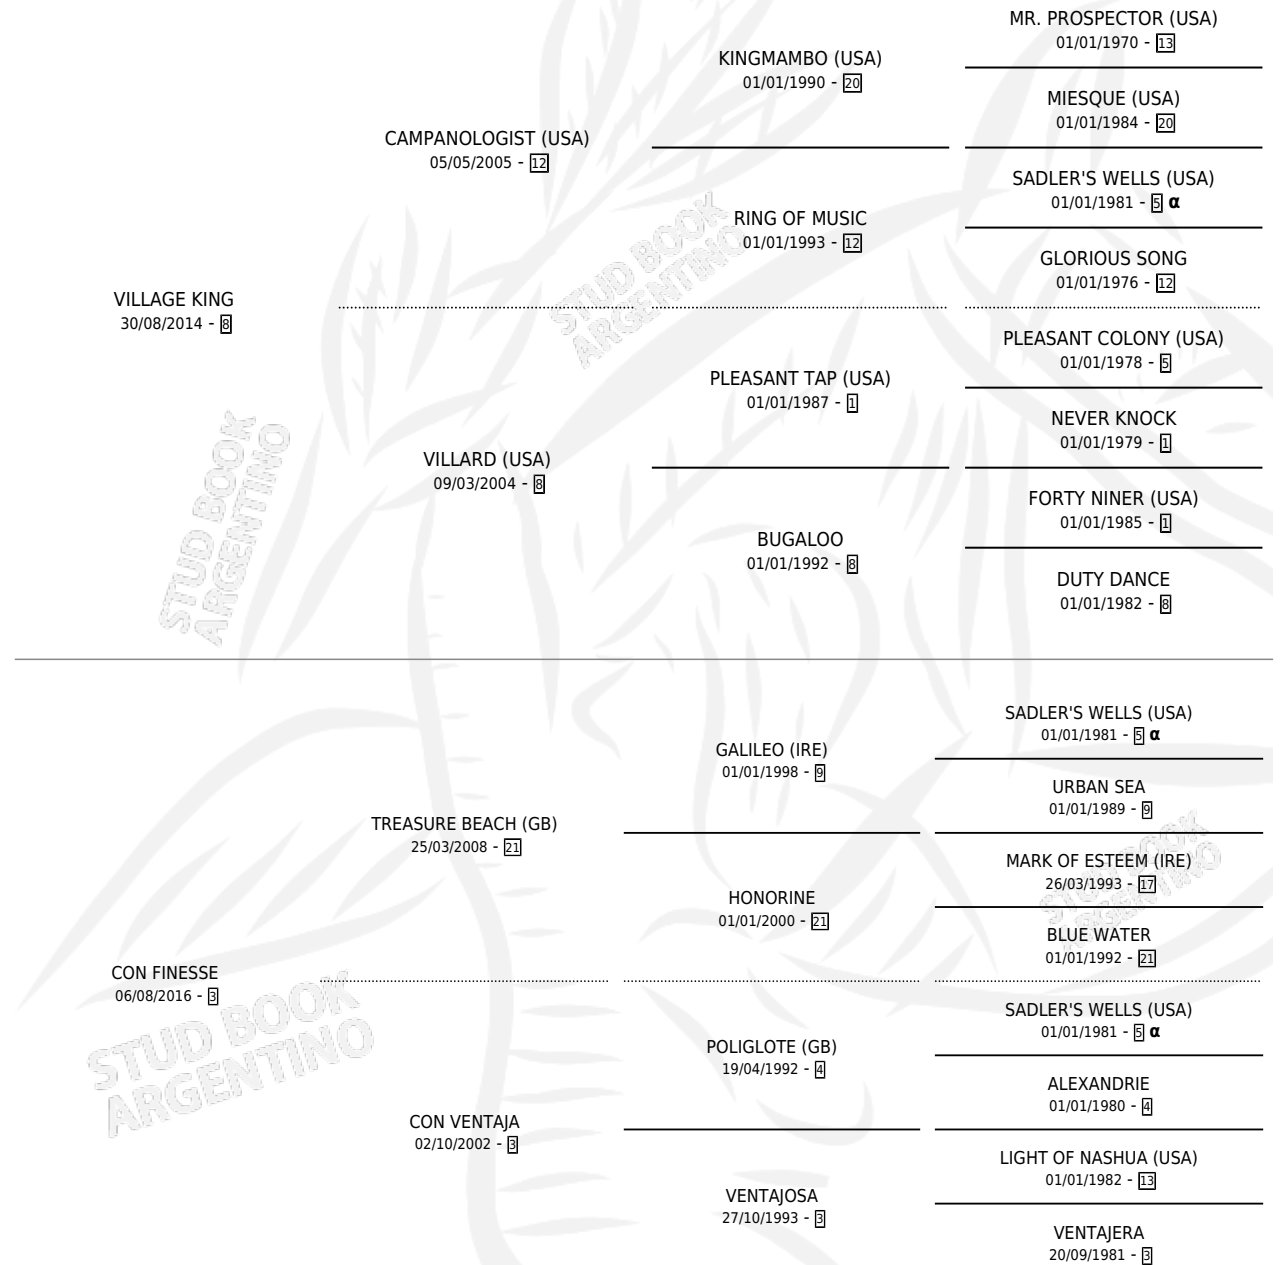 MR. PROSPECTOR (USA)
01/01/1970 - 13
KINGMAMBO (USA)
01/01/1990 - 20
MIESQUE (USA)
01/01/1984 - 20
CAMPANOLOGIST (USA)
05/05/2005 - 12
SADLER'S WELLS (USA)
01/01/1981 - 5 α
RING OF MUSIC
01/01/1993 - 12
GLORIOUS SONG
01/01/1976 - 12
VILLAGE KING
30/08/2014 - 8
PLEASANT COLONY (USA)
01/01/1978 - 5
PLEASANT TAP (USA)
01/01/1987 - 1
NEVER KNOCK
01/01/1979 - 1
VILLARD (USA)
09/03/2004 - 8
FORTY NINER (USA)
01/01/1985 - 1
BUGALOO
01/01/1992 - 8
DUTY DANCE
01/01/1982 - 8
SADLER'S WELLS (USA)
01/01/1981 - 5 α
GALILEO (IRE)
01/01/1998 - 9
URBAN SEA
01/01/1989 - 9
TREASURE BEACH (GB)
25/03/2008 - 21
MARK OF ESTEEM (IRE)
26/03/1993 - 17
HONORINE
01/01/2000 - 21
BLUE WATER
01/01/1992 - 21
CON FINESSE
06/08/2016 - 3
SADLER'S WELLS (USA)
01/01/1981 - 5 α
POLIGLOTE (GB)
19/04/1992 - 4
ALEXANDRIE
01/01/1980 - 4
CON VENTAJA
02/10/2002 - 3
LIGHT OF NASHUA (USA)
01/01/1982 - 13
VENTAJOSA
27/10/1993 - 3
VENTAJERA
20/09/1981 - 3
STUD BOOK
ARGENTINO
STUD BOOK
ARGENTINO
STUD BOOK
ARGENTINO
STUD BOOK
ARGENTINO